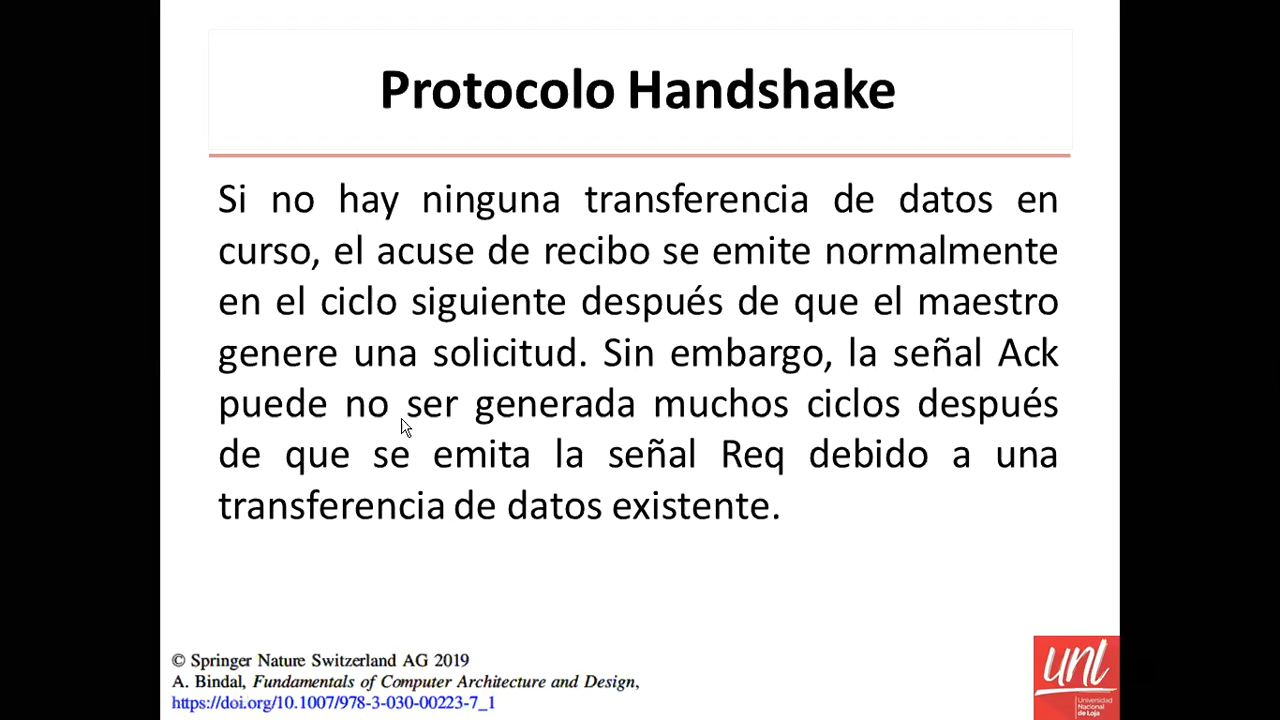 Protocolo Handshake
Si no hay ninguna transferencia de datos en
curso, el acuse de recibo se emite normalmente
en el ciclo siguiente después de que el maestro
genere una solicitud. Sin embargo, la señal Ack
puede no ser generada muchos ciclos después
de que se emita la señal Req debido a una
transferencia de datos existente.
© Springer Nature Switzerland AG 2019
A. Bindal, Fundamentals of Computer Architecture and Design,
https://doi.org/10.1007/978-3-030-00223-7_1
unl
Universidad
Nacional
de Loja